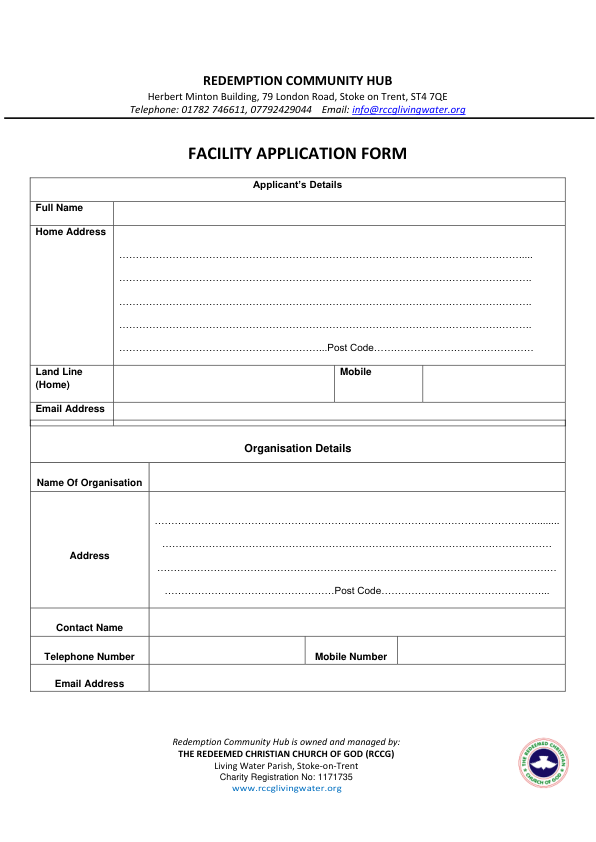 REDEMPTION COMMUNITY HUB
Herbert Minton Building, 79 London Road, Stoke on Trent, ST4 7QE
Telephone: 01782 746611, 07792429044 Email: info@rccglivingwater.org
FACILITY APPLICATION FORM
Applicant's Details
Full Name
Home Address
……………………………………………………………………………………………………………....
…………………………………………………………………………………………………………….
…………………………………………………………………………………………………………….
…………………………………………………………………………………………………………….
……………………………………………………...Post Code…………………………………………
Land Line
(Home)
Mobile
Email Address
Organisation Details
Name Of Organisation
Address
…………………………………………………………………………………………………….......
…………………………………………………………………………………………………….
…………………………………………………………………………………………………………
…………………………………………….Post Code…………………………………………...
Contact Name
Telephone Number
Mobile Number
Email Address
Redemption Community Hub is owned and managed by:
THE REDEEMED CHRISTIAN CHURCH OF GOD (RCCG)
Living Water Parish, Stoke-on-Trent
Charity Registration No: 1171735
www.rccglivingwater.org
THE REDEEMED CHRISTIAN
CHURCH OF GOD